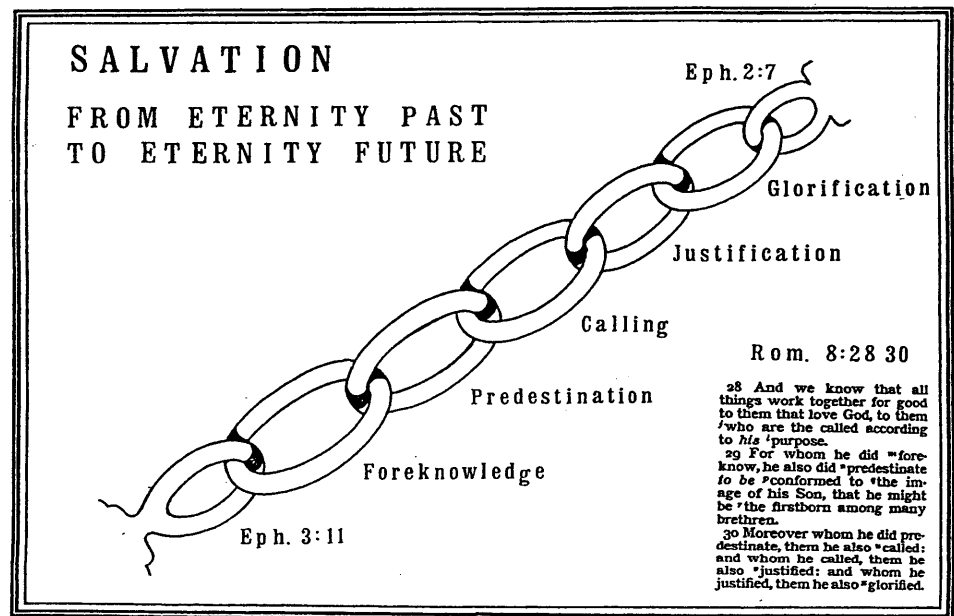 SALVATION
FROM ETERNITY PAST
TO ETERNITY FUTURE
Eph. 2:7
Glorification
Justification
Calling
Predestination
Foreknowledge
Eph. 3:11
Rom. 8:28 30
28 And we know that all
things work together for good
to them that love God, to them
who are the called according
to his purpose.
29 For whom he did fore-
know, he also did predestinate
to be conformed to the im-
age of his Son, that he might
be the firstborn among many
brethren.
30 Moreover whom he did pre-
destinate, them he also called:
and whom he called, them he
also justified: and whom he
justified, them he also glorified.